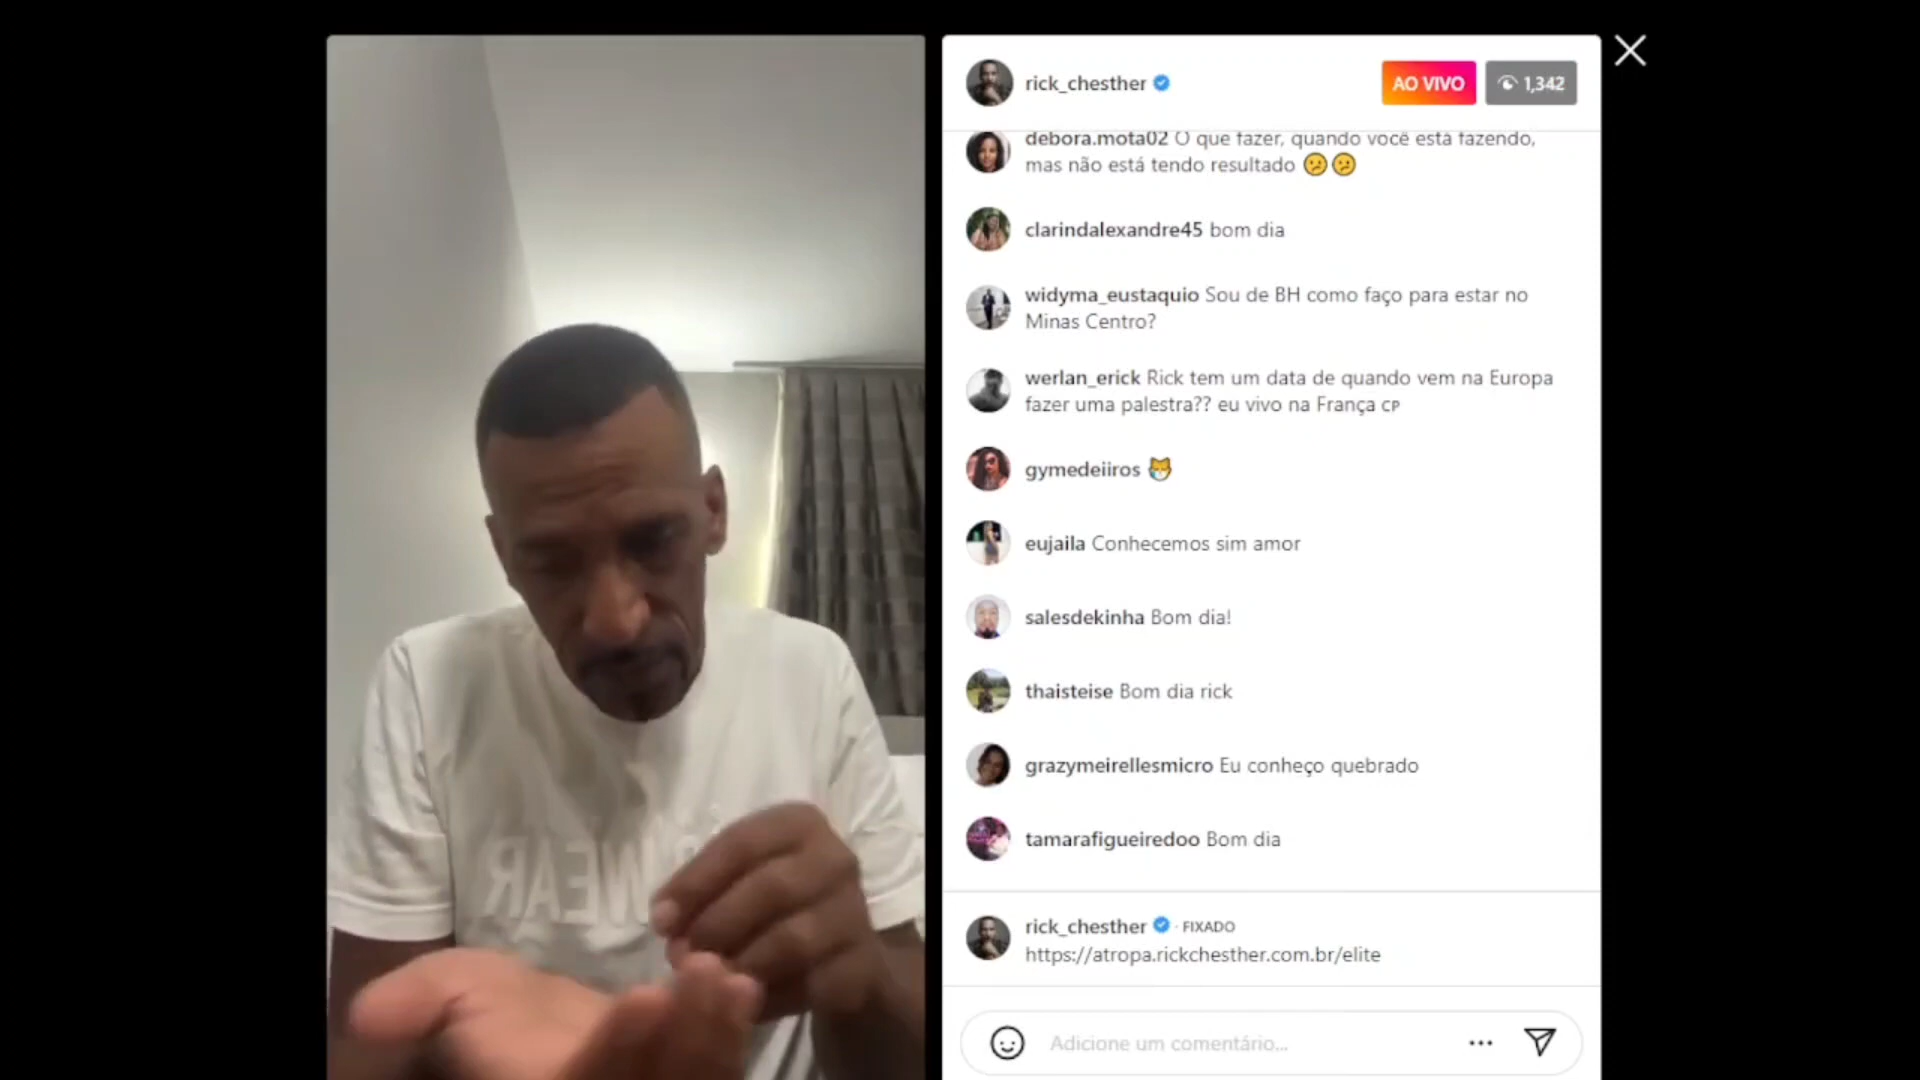 rick_chesther
AO VIVO
1,342
debora.mota02 O que fazer, quando você está fazendo,
mas não está tendo resultado 😕😕
clarindalexandre45 bom dia
widyma_eustaquio Sou de BH como faço para estar no
Minas Centro?
werlan_erick Rick tem um data de quando vem na Europa
fazer uma palestra?? eu vivo na França CP
gymedeiiros 😹
eujaila Conhecemos sim amor
salesdekinha Bom dia!
thaisteise Bom dia rick
grazymeirellesmicro Eu conheço quebrado
tamarafigueiredoo Bom dia
rick_chesther · FIXADO
https://atropa.rickchesther.com.br/elite
Adicione um comentário...